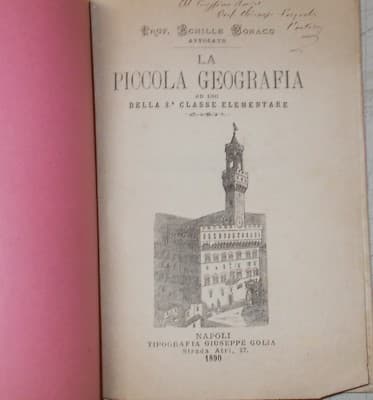 Prof. Achille
AVVOCATO
LA
PICCOLA GEOGRAFIA
AD USO
DELLA 3ª CLASSE ELEMENTARE
NAPOLI
TIPOGRAFIA GIUSEPPE GOLIA
Strada Atri, 27.
1890